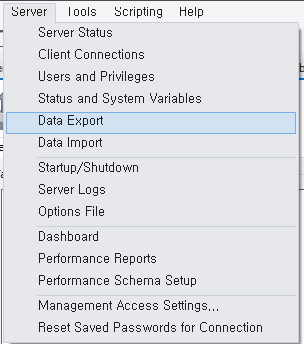 Server Tools Scripting Help
Server Status
Client Connections
Users and Privileges
Status and System Variables
Data Export
Data Import
Startup/Shutdown
Server Logs
Options File
Dashboard
Performance Reports
Performance Schema Setup
Management Access Settings...
Reset Saved Passwords for Connection